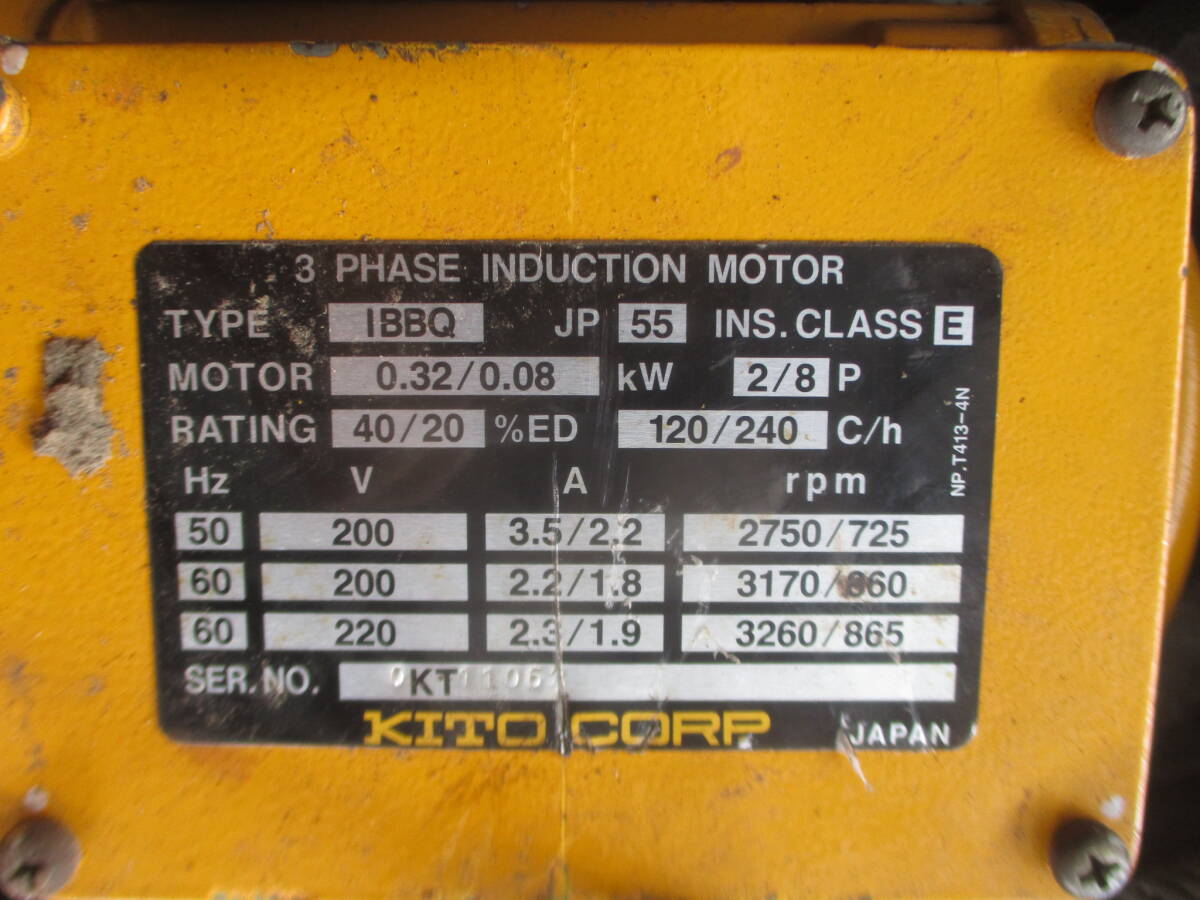 3 PHASE INDUCTION MOTOR
TYPE IBBQ JP 55 INS. CLASS E
MOTOR 0.32/0.08 kW 2/8 P
RATING 40/20 %ED 120/240 C/h
Hz V A rpm
50 200 3.5/2.2 2750/725
60 200 2.2/1.8 3170/860
60 220 2.3/1.9 3260/865
SER. NO. KT
KITO CORP JAPAN
NP,T413-4N